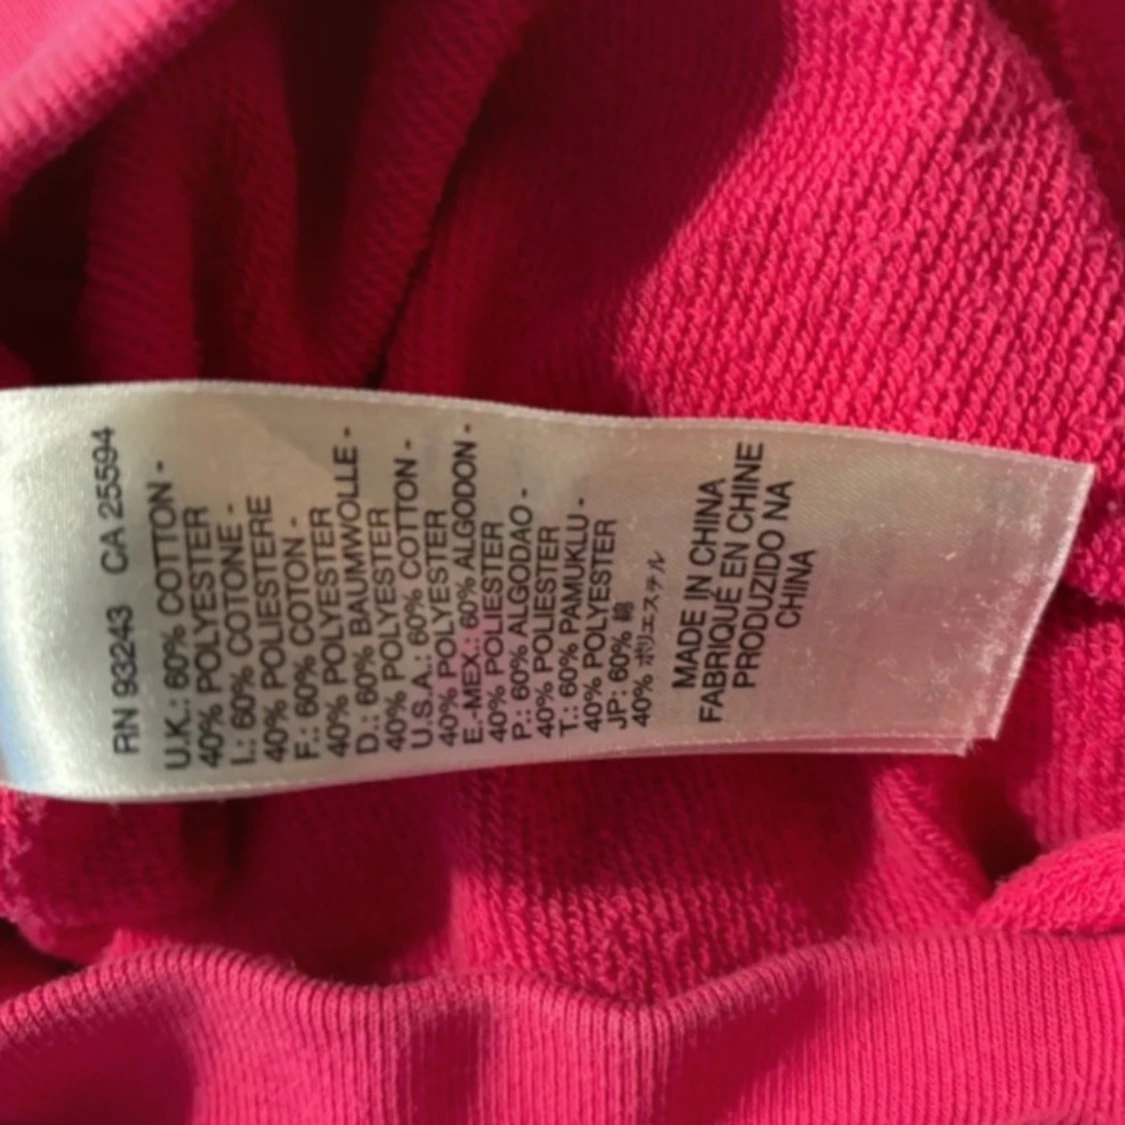 RN 93243 CA 25594
U.K.: 60% COTTON -
40% POLYESTER
I.: 60% COTONE -
40% POLIESTERE
F.: 60% COTON -
40% POLYESTER
D.: 60% BAUMWOLLE -
40% POLYESTER
U.S.A.: 60% COTTON -
40% POLYESTER
E.-MEX.: 60% ALGODON -
40% POLIESTER
P.: 60% ALGODAO -
40% POLIESTER
T.: 60% PAMUKLU -
40% POLYESTER
JP: 60% 綿
40% ポリエステル
MADE IN CHINA
FABRIQUÉ EN CHINE
PRODUZIDO NA
CHINA